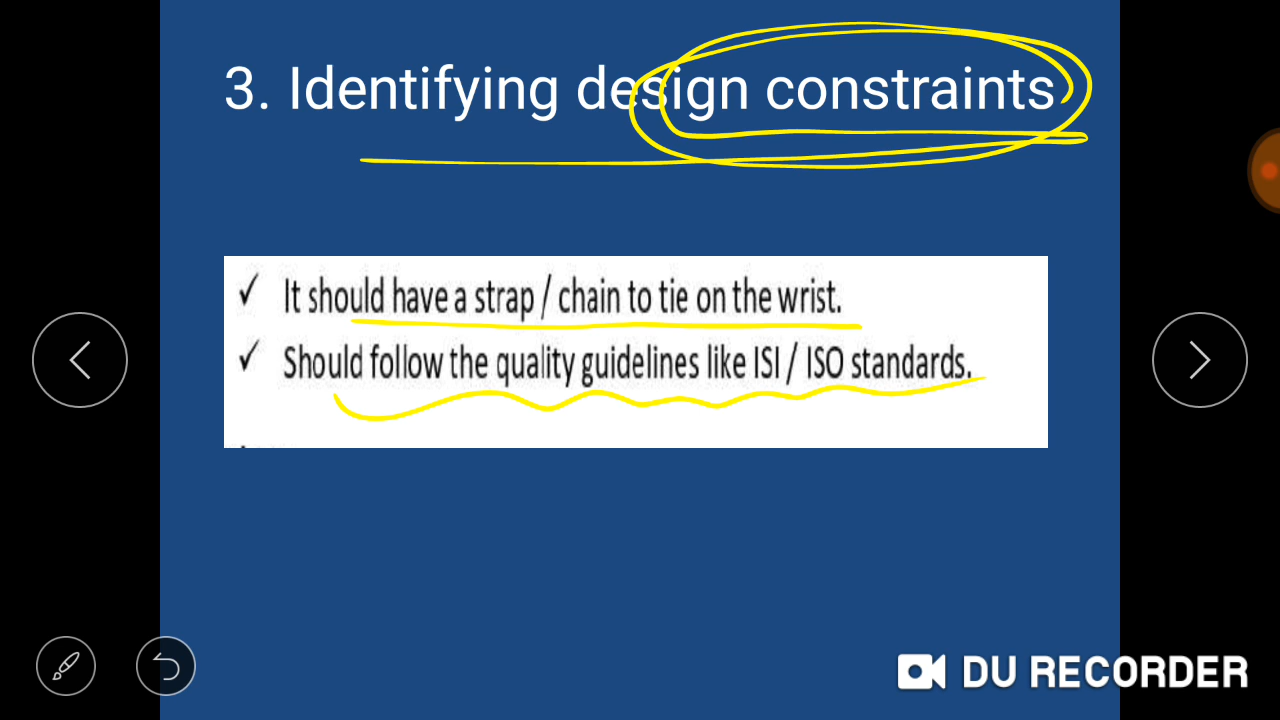 3. Identifying design constraints
✓ It should have a strap / chain to tie on the wrist.
✓ Should follow the quality guidelines like ISI / ISO standards.
DU RECORDER